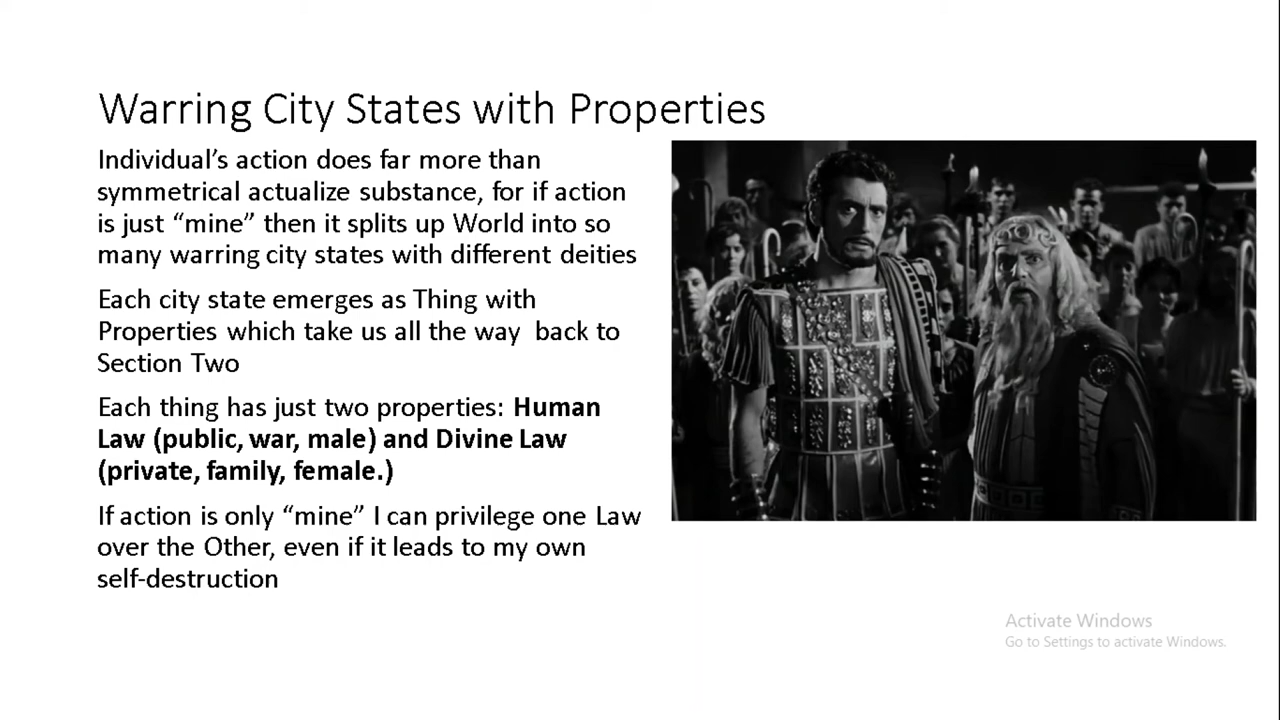 Warring City States with Properties
Individual’s action does far more than
symmetrical actualize substance, for if action
is just “mine” then it splits up World into so
many warring city states with different deities
Each city state emerges as Thing with
Properties which take us all the way  back to
Section Two
Each thing has just two properties: Human
Law (public, war, male) and Divine Law
(private, family, female.)
If action is only “mine” I can privilege one Law
over the Other, even if it leads to my own
self-destruction
Activate Windows
Go to Settings to activate Windows.